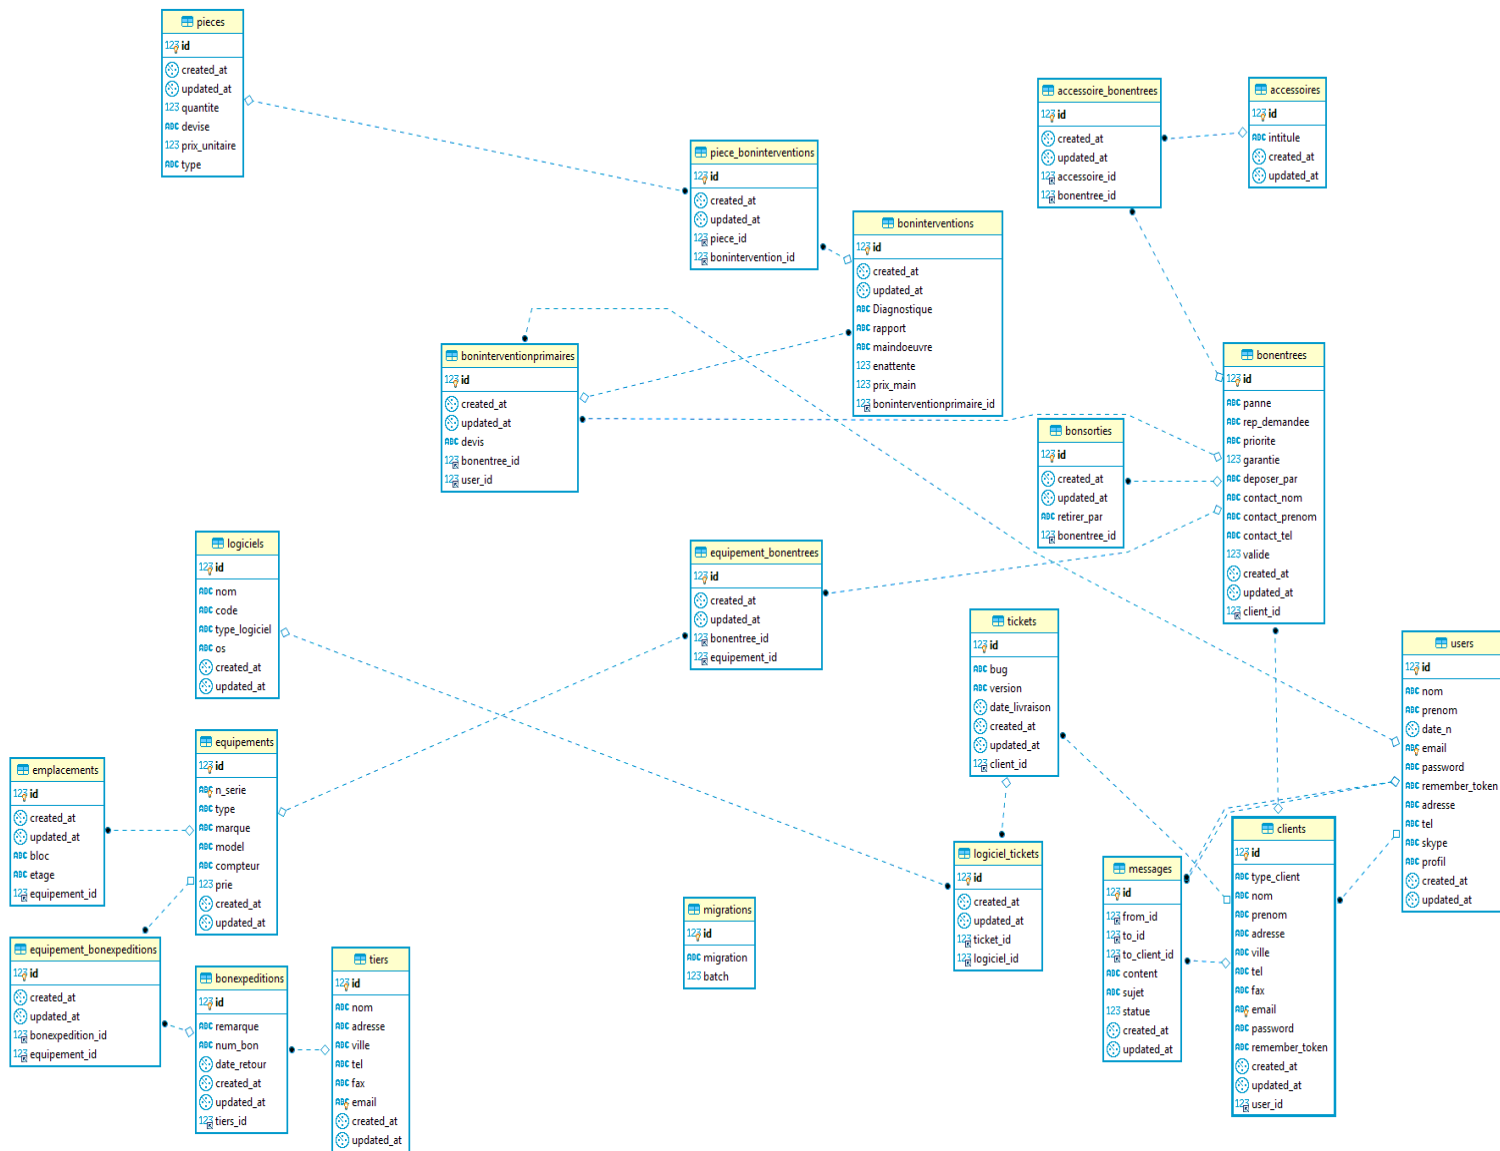 pieces
id
created_at
updated_at
quantite
devise
prix_unitaire
type
accessoire_bonentrees
id
created_at
updated_at
accessoire_id
bonentree_id
accessoires
id
intitule
created_at
updated_at
piece_boninterventions
id
created_at
updated_at
piece_id
bonintervention_id
boninterventions
id
created_at
updated_at
Diagnostique
rapport
maindoeuvre
enattente
prix_main
boninterventionprimaire_id
boninterventionprimaires
id
created_at
updated_at
devis
bonentree_id
user_id
bonentrees
id
panne
rep_demandee
priorite
garantie
deposer_par
contact_nom
contact_prenom
contact_tel
valide
created_at
updated_at
client_id
bonsorties
id
created_at
updated_at
retirer_par
bonentree_id
logiciels
id
nom
code
type_logiciel
os
created_at
updated_at
equipement_bonentrees
id
created_at
updated_at
bonentree_id
equipement_id
tickets
id
bug
version
date_livraison
created_at
updated_at
client_id
users
id
nom
prenom
date_n
email
password
remember_token
adresse
tel
skype
profil
created_at
updated_at
equipements
id
n_serie
type
marque
model
compteur
prie
created_at
updated_at
emplacements
id
created_at
updated_at
bloc
etage
equipement_id
clients
id
type_client
nom
prenom
adresse
ville
tel
fax
email
password
remember_token
created_at
updated_at
user_id
logiciel_tickets
id
created_at
updated_at
ticket_id
logiciel_id
messages
id
from_id
to_id
to_client_id
content
sujet
statue
created_at
updated_at
migrations
id
migration
batch
equipement_bonexpeditions
id
created_at
updated_at
bonexpedition_id
equipement_id
bonexpeditions
id
remarque
num_bon
date_retour
created_at
updated_at
tiers_id
tiers
id
nom
adresse
ville
tel
fax
email
created_at
updated_at